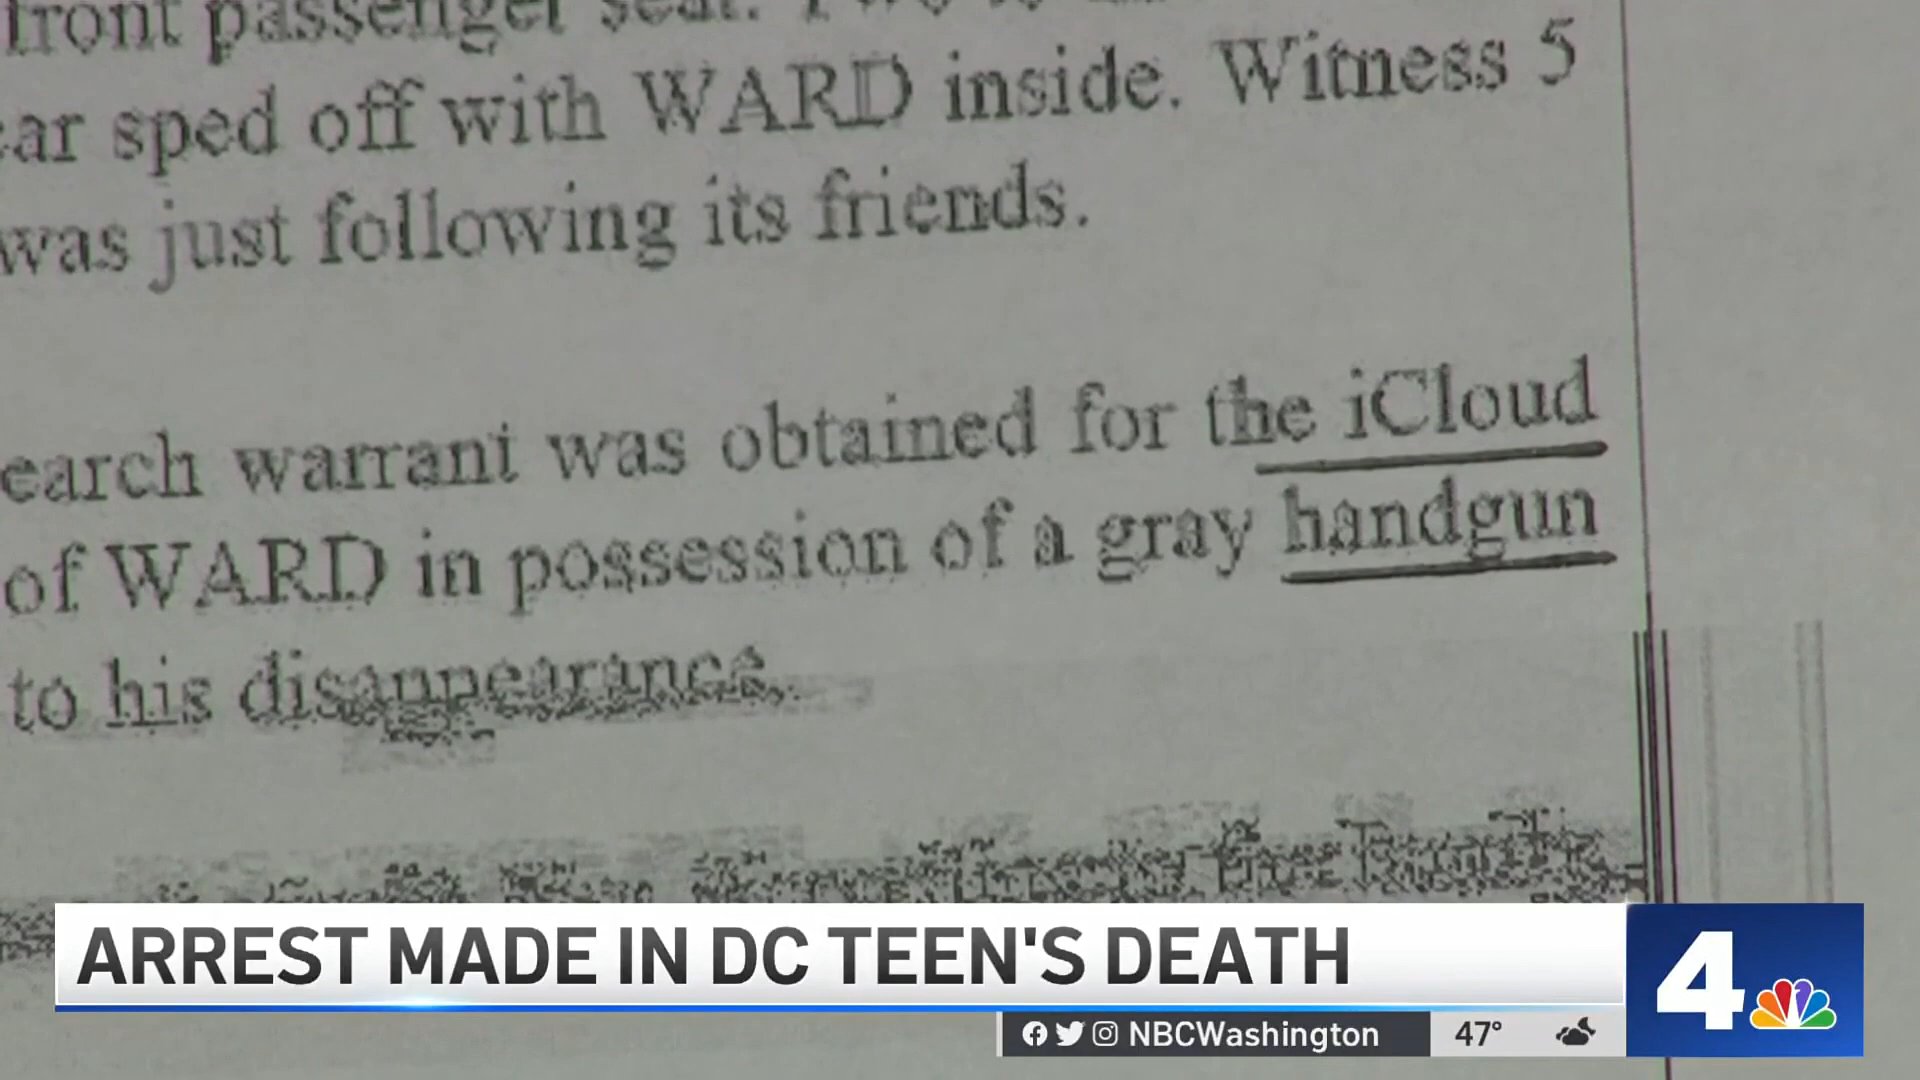 front passenger seat.
ar sped off with WARD inside. Witness 5
was just following its friends.
earch warrant was obtained for the iCloud
of WARD in possession of a gray handgun
to his disappearance.
ARREST MADE IN DC TEEN'S DEATH
4
NBCWashington
47°